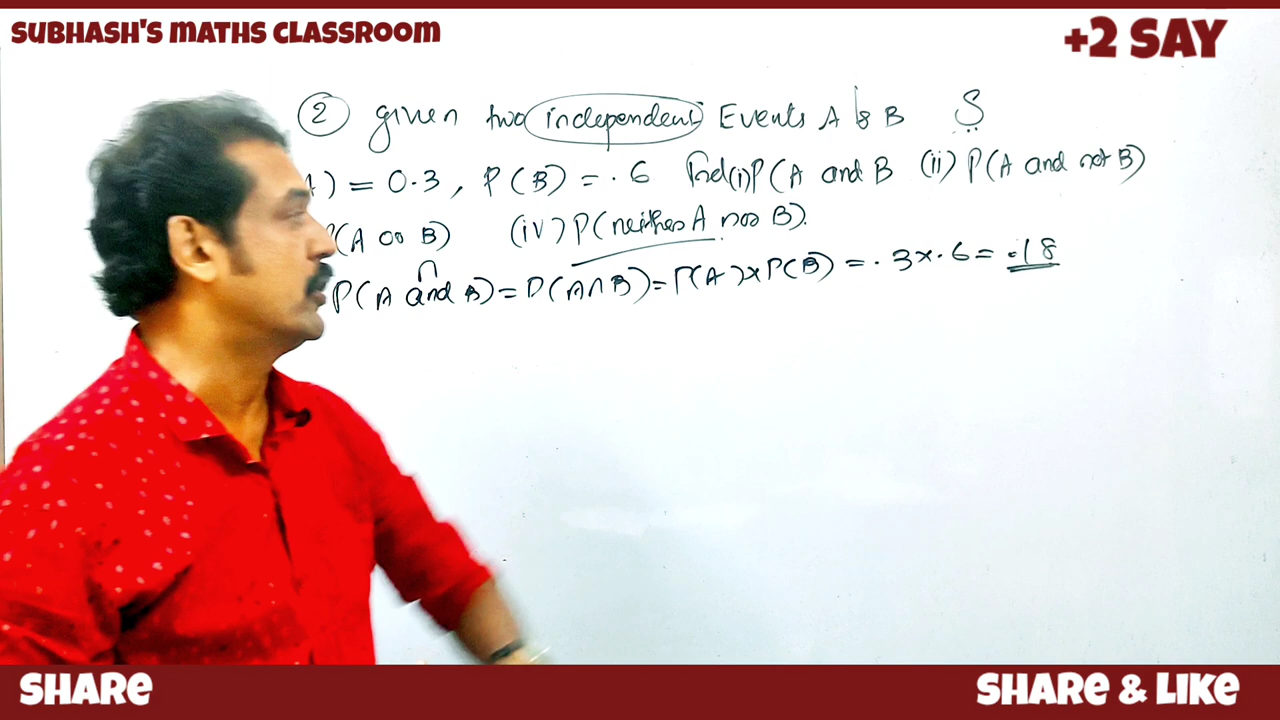 SUBHASH'S MATHS CLASSROOM
+2 SAY
② given two independent Events A & B
) = 0.3, P(B) = .6 Find (i) P(A and B (ii) P(A and not B)
P(A or B) (iv) P(neither A nor B).
∩
P(A and B) = P(A∩B) = P(A) x P(B) = .3 x .6 = .18
SHARE
SHARE & LIKE